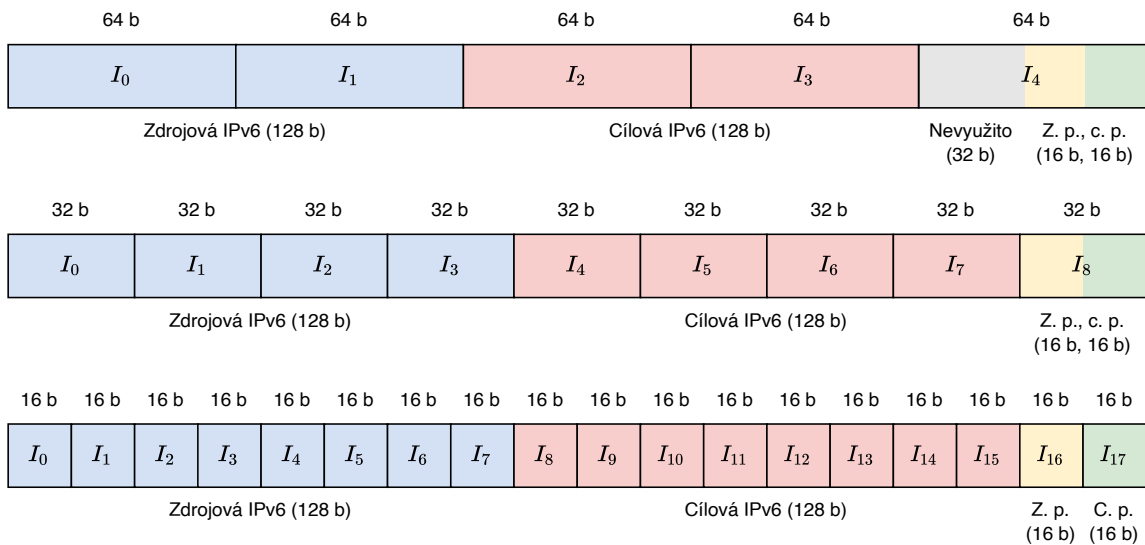 64 b 64 b 64 b 64 b 64 b
I0 I1 I2 I3 I4
Zdrojová IPv6 (128 b) Cílová IPv6 (128 b) Nevyužito Z. p., c. p.
(32 b) (16 b, 16 b)
32 b 32 b 32 b 32 b 32 b 32 b 32 b 32 b 32 b
I0 I1 I2 I3 I4 I5 I6 I7 I8
Zdrojová IPv6 (128 b) Cílová IPv6 (128 b) Z. p., c. p.
(16 b, 16 b)
16 b 16 b 16 b 16 b 16 b 16 b 16 b 16 b 16 b 16 b 16 b 16 b 16 b 16 b 16 b 16 b 16 b 16 b
I0 I1 I2 I3 I4 I5 I6 I7 I8 I9 I10 I11 I12 I13 I14 I15 I16 I17
Zdrojová IPv6 (128 b) Cílová IPv6 (128 b) Z. p. C. p.
(16 b) (16 b)